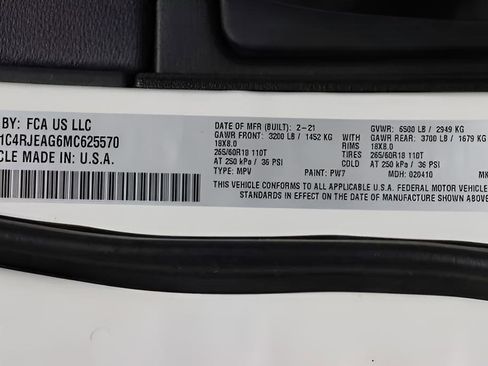 BY: FCA US LLC
1C4RJEAG6MC625570
CLE MADE IN: U.S.A.
DATE OF MFR (BUILT): 2-21
GAWR FRONT: 3200 LB / 1452 KG
18X8.0
265/60R18 110T
AT 250 kPa / 36 PSI
TYPE: MPV
PAINT: PW7
MDH: 020410
MK
GVWR: 6500 LB / 2949 KG
W/ GAWR REAR: 3700 LB / 1679 KG
RIMS 18X8.0
TIRES 265/60R18 110T
COLD AT 250 kPa / 36 PSI
THIS VEHICLE CONFORMS TO ALL APPLICABLE U.S.A. FEDERAL MOTOR VEHICLE
STANDARDS IN EFFECT ON THE DATE OF MANUFACTURE SHOWN ABOVE